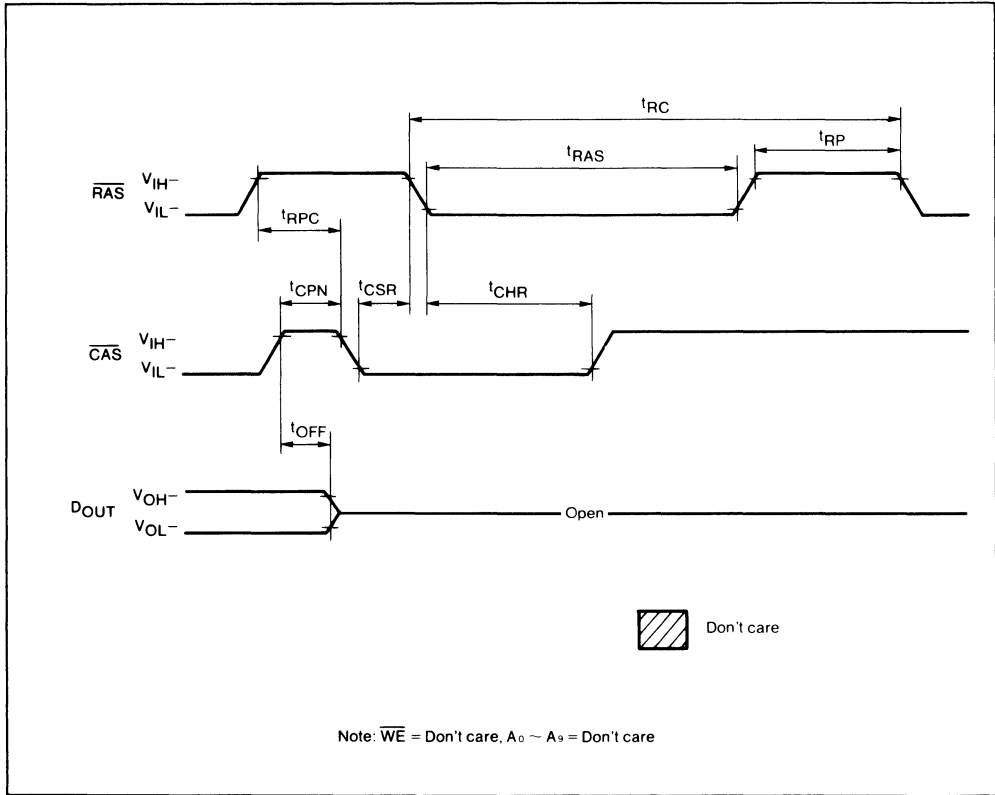 tRC
tRAS
tRP
RAS
VIH–
VIL–
tRPC
tCPN
tCSR
tCHR
CAS
VIH–
VIL–
tOFF
DOUT
VOH–
VOL–
Open
Don't care
Note: WE = Don't care, A0 ~ A9 = Don't care